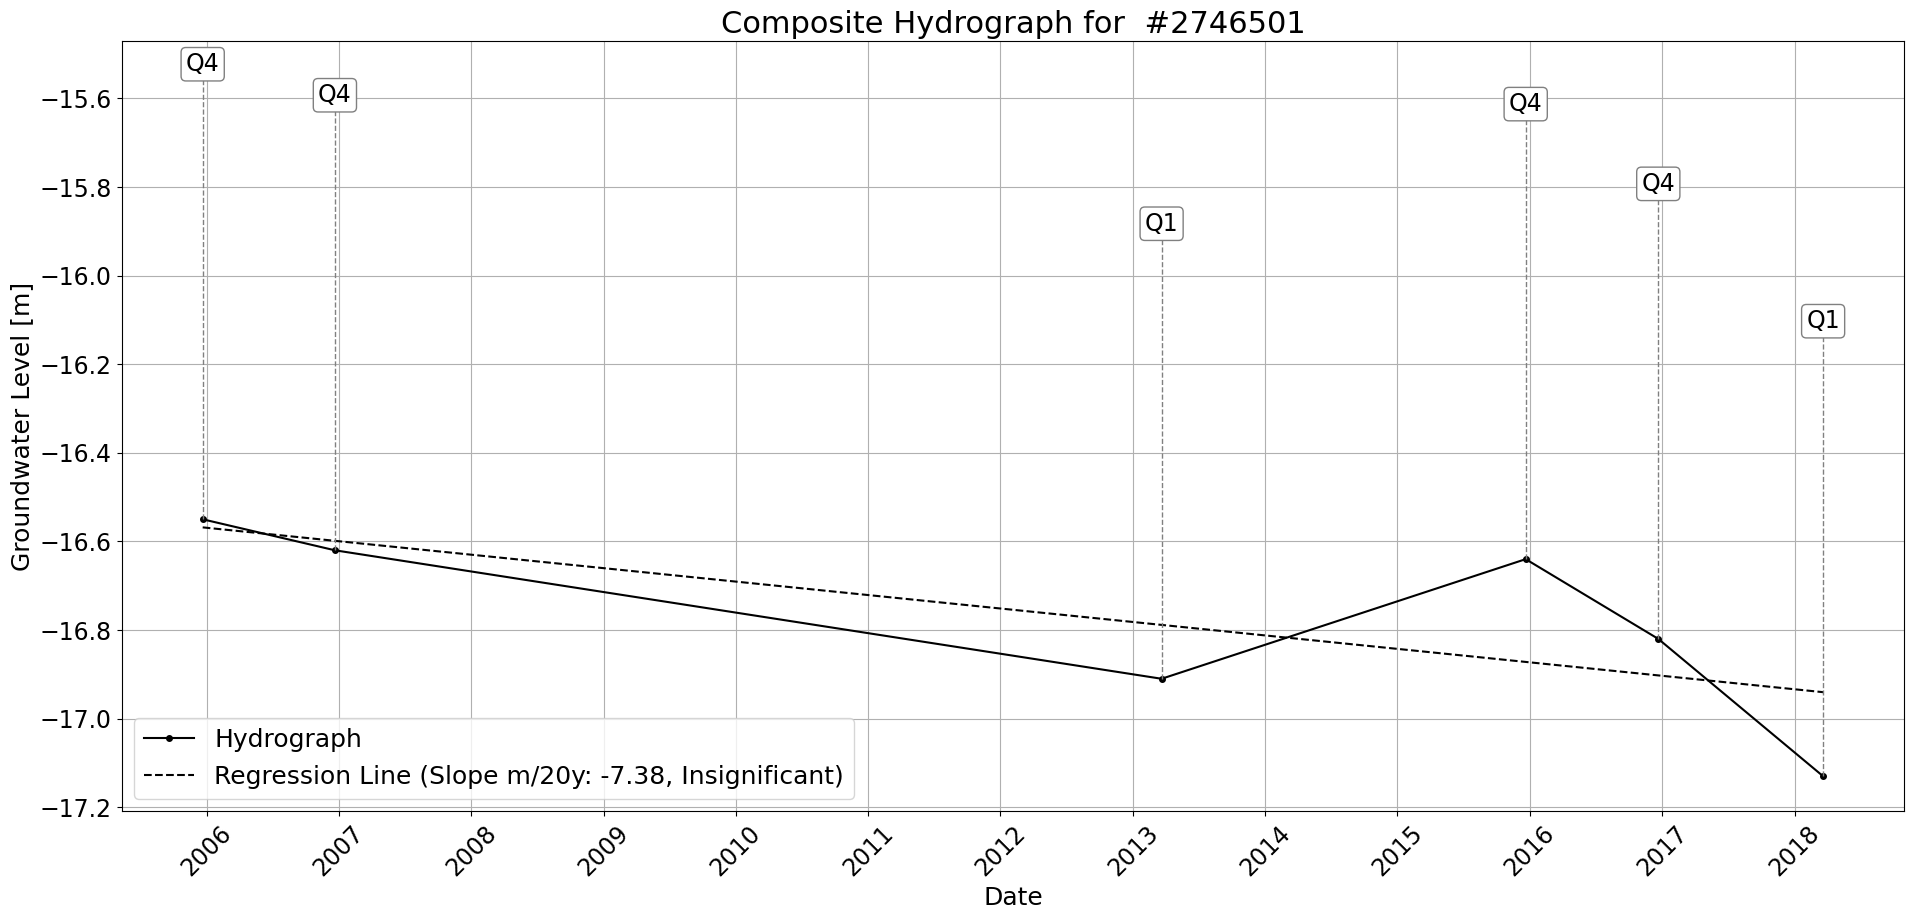 Composite Hydrograph for  #2746501
Q4
Q4
Q4
Q4
Q1
Q1
Groundwater Level [m]
−15.6
−15.8
−16.0
−16.2
−16.4
−16.6
−16.8
−17.0
−17.2
Hydrograph
Regression Line (Slope m/20y: -7.38, Insignificant)
2006
2007
2008
2009
2010
2011
2012
2013
2014
2015
2016
2017
2018
Date